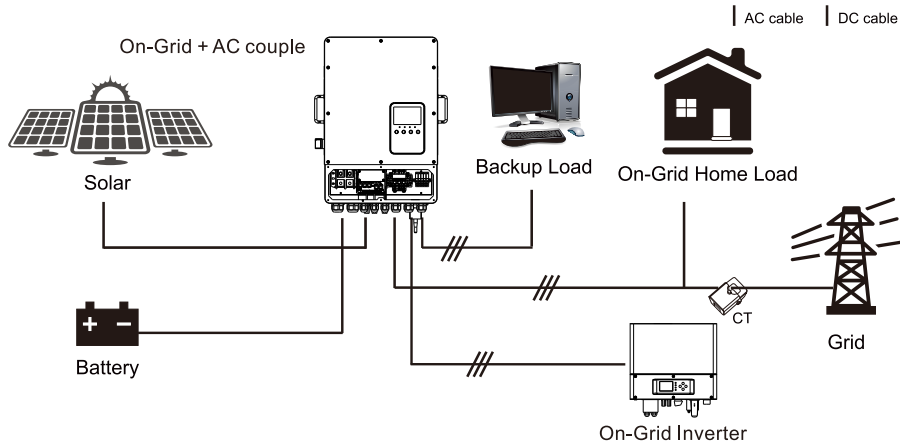 AC cable
DC cable
On-Grid + AC couple
Solar
Backup Load
On-Grid Home Load
CT
Battery
Grid
On-Grid Inverter